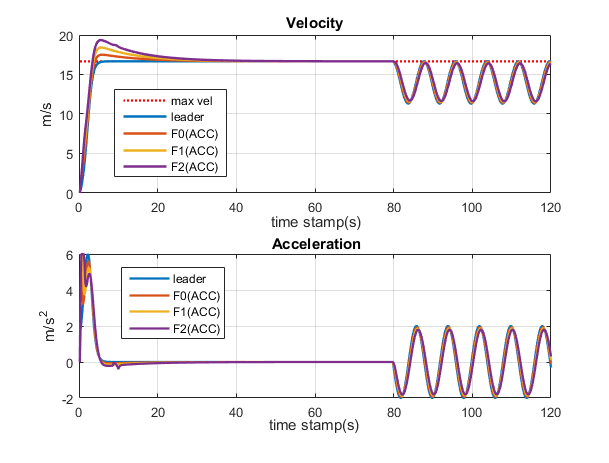 Velocity
20
15
10
5
0
m/s
max vel
leader
F0(ACC)
F1(ACC)
F2(ACC)
0 20 40 60 80 100 120
time stamp(s)
Acceleration
6
4
2
0
-2
m/s²
leader
F0(ACC)
F1(ACC)
F2(ACC)
0 20 40 60 80 100 120
time stamp(s)